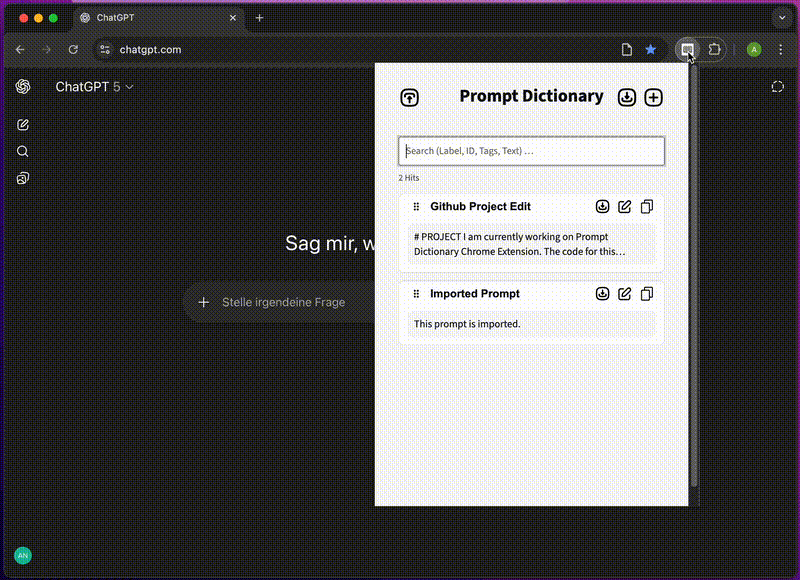 ChatGPT
chatgpt.com
A
ChatGPT 5
Prompt Dictionary
Search (Label, ID, Tags, Text) ...
2 Hits
Github Project Edit
# PROJECT I am currently working on Prompt
Dictionary Chrome Extension. The code for this...
Imported Prompt
This prompt is imported.
Sag mir, w
Stelle irgendeine Frage
AN